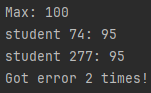 Max: 100
student 74: 95
student 277: 95
Got error 2 times!